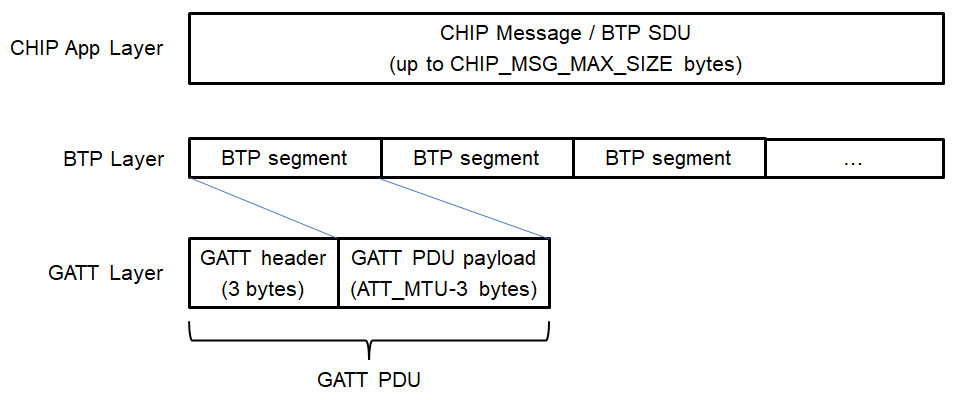 CHIP App Layer
CHIP Message / BTP SDU
(up to CHIP_MSG_MAX_SIZE bytes)
BTP Layer
BTP segment
BTP segment
BTP segment
...
GATT Layer
GATT header
(3 bytes)
GATT PDU payload
(ATT_MTU-3 bytes)
GATT PDU